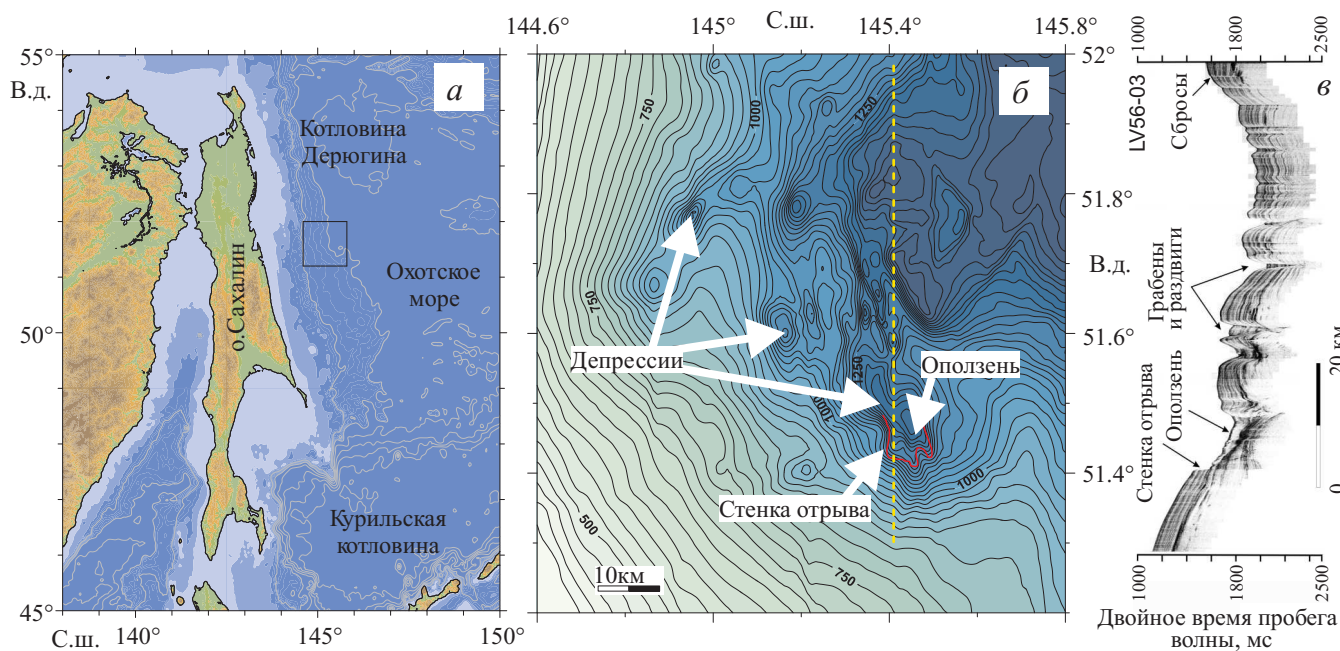 55°
В.д.
50°
45°
С.ш.
140°
145°
150°
а
Котловина
Дерюгина
Охотское
море
о.Сахалин
Курильская
котловина
144.6°
145°
С.ш.
145.4°
145.8°
52°
51.8°
В.д.
51.6°
51.4°
б
750
1000
1250
750
1250
1000
1000
500
750
Депрессии
Оползень
Стенка отрыва
10км
1000
1800
2500
в
LV56-03
Сбросы
Грабены
и раздвиги
Оползень
Стенка отрыва
20 км
0
1000
1800
2500
Двойное время пробега
волны, мс